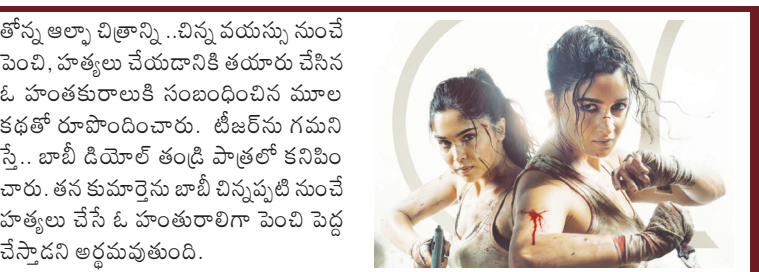 తోన్న ఆల్ఫా చిత్రాన్ని ..చిన్న వయస్సు నుంచే
పెంచి, హత్యలు చేయడానికి తయారు చేసిన
ఓ హంతకురాలుకి సంబంధించిన మూల
కథతో రూపొందించారు. టీజర్‌ను గమని
స్తే.. బాబీ డియోల్ తండ్రి పాత్రలో కనిపిం
చారు. తన కుమార్తెను బాబీ చిన్నప్పటి నుంచే
హత్యలు చేసే ఓ హంతురాలిగా పెంచి పెద్ద
చేస్తాడని అర్థమవుతుంది.